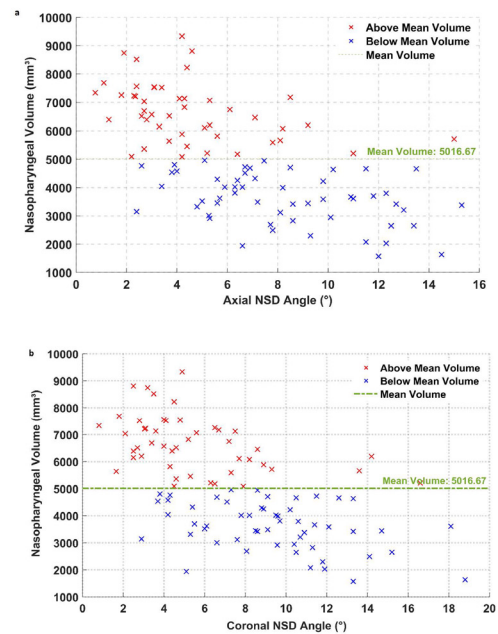 a
Nasopharyngeal Volume (mm³)
10000
9000
8000
7000
6000
5000
4000
3000
2000
1000
Above Mean Volume
Below Mean Volume
Mean Volume
Mean Volume: 5016.67
0 2 4 6 8 10 12 14 16
Axial NSD Angle (°)
b
Nasopharyngeal Volume (mm³)
10000
9000
8000
7000
6000
5000
4000
3000
2000
1000
Above Mean Volume
Below Mean Volume
Mean Volume
Mean Volume: 5016.67
0 2 4 6 8 10 12 14 16 18 20
Coronal NSD Angle (°)